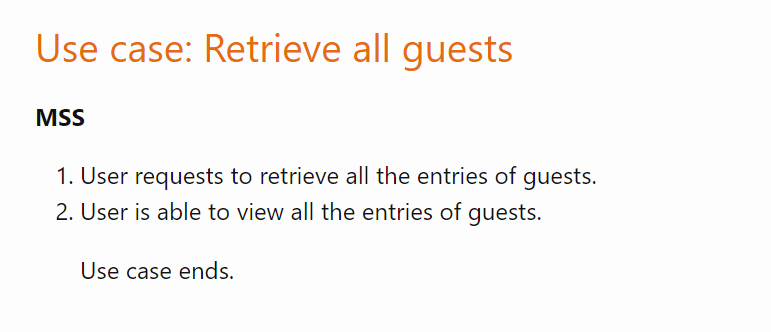 Use case: Retrieve all guests
MSS
1. User requests to retrieve all the entries of guests.
2. User is able to view all the entries of guests.
Use case ends.